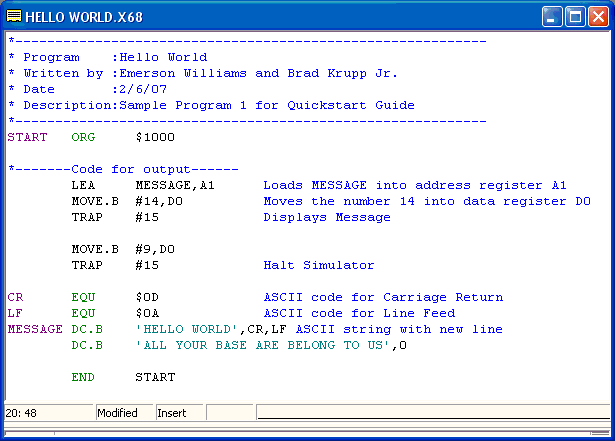 HELLO WORLD.X68
*-----------------------------------------------------------
* Program    :Hello World
* Written by :Emerson Williams and Brad Krupp Jr.
* Date       :2/6/07
* Description:Sample Program 1 for Quickstart Guide
*-----------------------------------------------------------
START   ORG     $1000
*-------Code for output------
        LEA     MESSAGE,A1      Loads MESSAGE into address register A1
        MOVE.B  #14,D0          Moves the number 14 into data register D0
        TRAP    #15             Displays Message
        MOVE.B  #9,D0
        TRAP    #15             Halt Simulator
CR      EQU     $0D             ASCII code for Carriage Return
LF      EQU     $0A             ASCII code for Line Feed
MESSAGE DC.B    'HELLO WORLD',CR,LF ASCII string with new line
        DC.B    'ALL YOUR BASE ARE BELONG TO US',0
        END     START
20: 48 Modified Insert